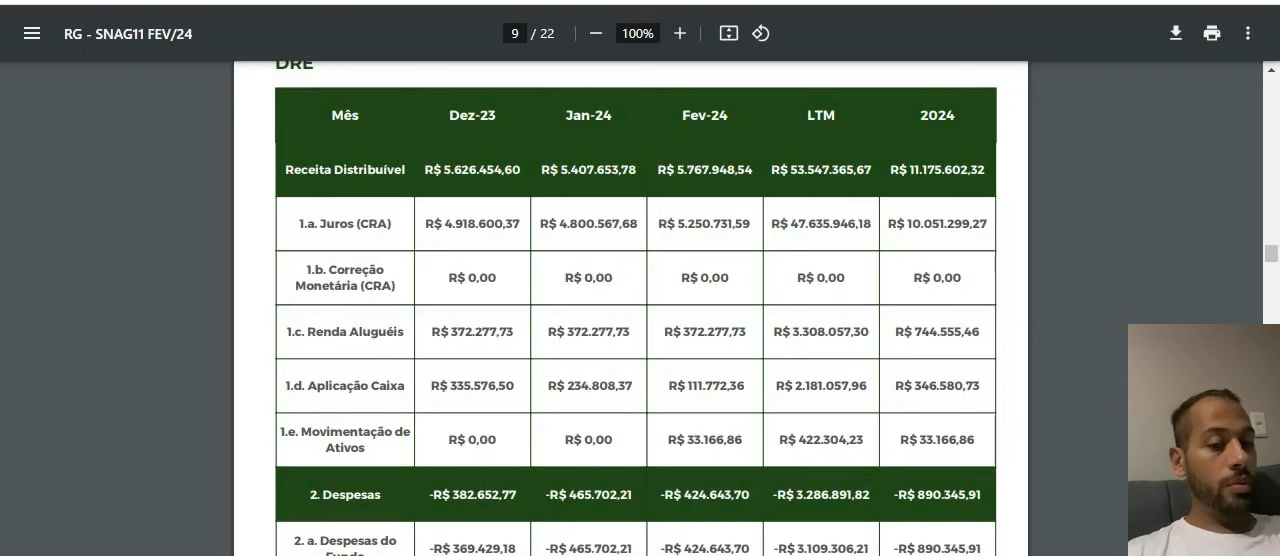 RG - SNAG11 FEV/24
9 / 22
100%
DRE
Mês Dez-23 Jan-24 Fev-24 LTM 2024
Receita Distribuível R$ 5.626.454,60 R$ 5.407.653,78 R$ 5.767.948,54 R$ 53.547.365,67 R$ 11.175.602,32
1.a. Juros (CRA) R$ 4.918.600,37 R$ 4.800.567,68 R$ 5.250.731,59 R$ 47.635.946,18 R$ 10.051.299,27
1.b. Correção
Monetária (CRA) R$ 0,00 R$ 0,00 R$ 0,00 R$ 0,00 R$ 0,00
1.c. Renda Aluguéis R$ 372.277,73 R$ 372.277,73 R$ 372.277,73 R$ 3.308.057,30 R$ 744.555,46
1.d. Aplicação Caixa R$ 335.576,50 R$ 234.808,37 R$ 111.772,36 R$ 2.181.057,96 R$ 346.580,73
1.e. Movimentação de
Ativos R$ 0,00 R$ 0,00 R$ 33.166,86 R$ 422.304,23 R$ 33.166,86
2. Despesas -R$ 382.652,77 -R$ 465.702,21 -R$ 424.643,70 -R$ 3.286.891,82 -R$ 890.345,91
2. a. Despesas do
Fundo -R$ 369.429,18 -R$ 465.702,21 -R$ 424.643,70 -R$ 3.109.306,21 -R$ 890.345,91